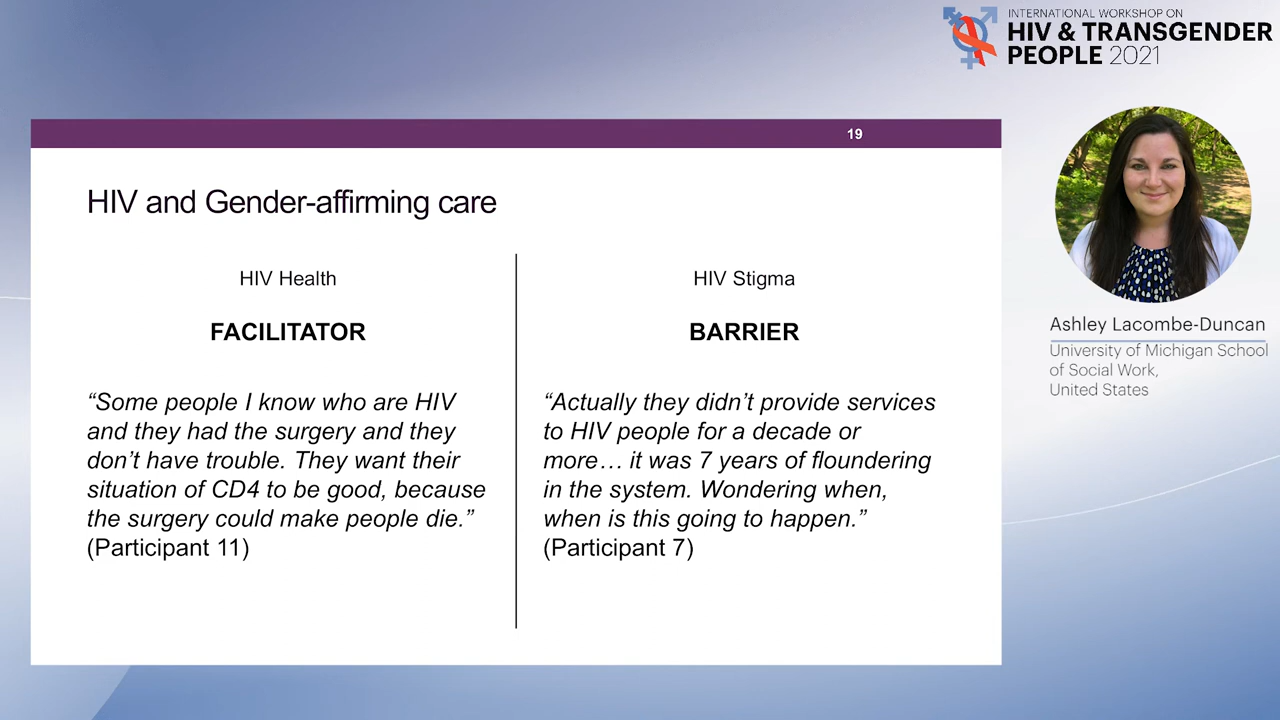 INTERNATIONAL WORKSHOP ON
HIV & TRANSGENDER
PEOPLE 2021
19
HIV and Gender-affirming care
HIV Health
FACILITATOR
“Some people I know who are HIV
and they had the surgery and they
don’t have trouble. They want their
situation of CD4 to be good, because
the surgery could make people die.”
(Participant 11)
HIV Stigma
BARRIER
“Actually they didn’t provide services
to HIV people for a decade or
more… it was 7 years of floundering
in the system. Wondering when,
when is this going to happen.”
(Participant 7)
Ashley Lacombe-Duncan
University of Michigan School
of Social Work,
United States